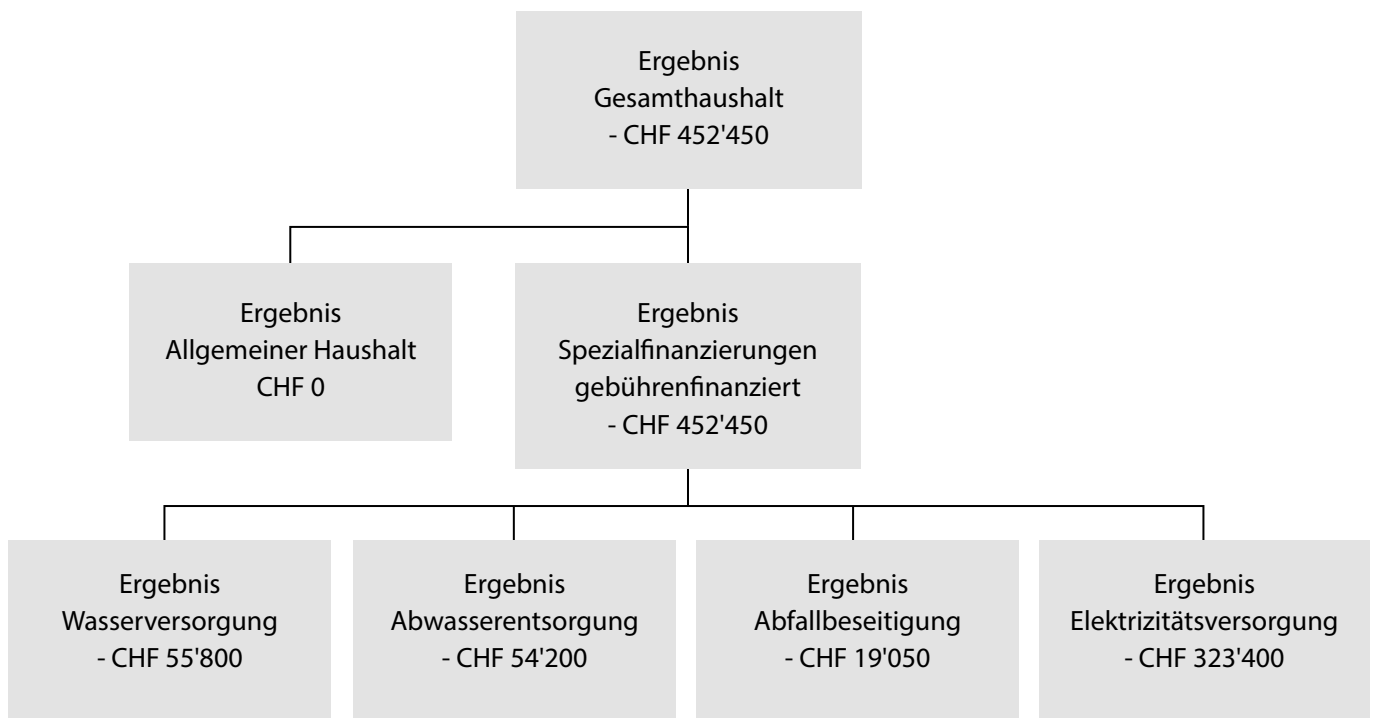 Ergebnis
Gesamthaushalt
- CHF 452'450
Ergebnis
Allgemeiner Haushalt
CHF 0
Ergebnis
Spezialfinanzierungen
gebührenfinanziert
- CHF 452'450
Ergebnis
Wasserversorgung
- CHF 55'800
Ergebnis
Abwasserentsorgung
- CHF 54'200
Ergebnis
Abfallbeseitigung
- CHF 19'050
Ergebnis
Elektrizitätsversorgung
- CHF 323'400